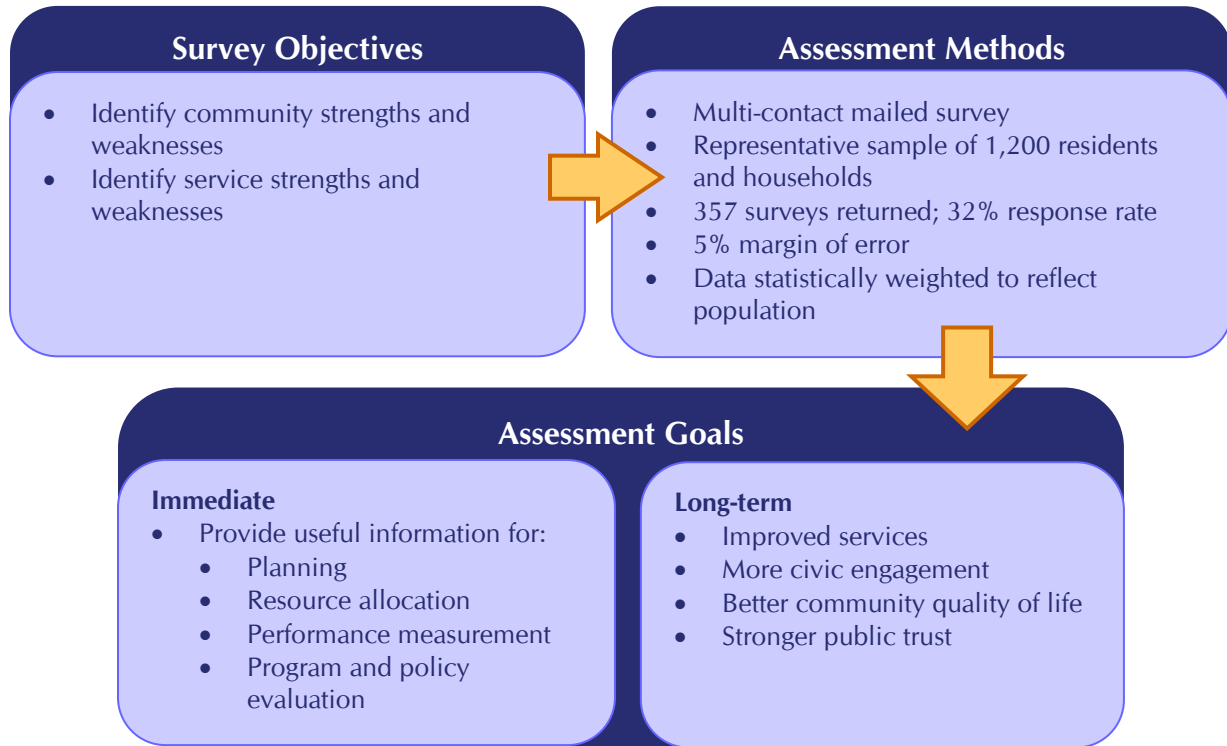 Survey Objectives
• Identify community strengths and
weaknesses
• Identify service strengths and
weaknesses
Assessment Methods
• Multi-contact mailed survey
• Representative sample of 1,200 residents
and households
• 357 surveys returned; 32% response rate
• 5% margin of error
• Data statistically weighted to reflect
population
Assessment Goals
Immediate
• Provide useful information for:
• Planning
• Resource allocation
• Performance measurement
• Program and policy
evaluation
Long-term
• Improved services
• More civic engagement
• Better community quality of life
• Stronger public trust